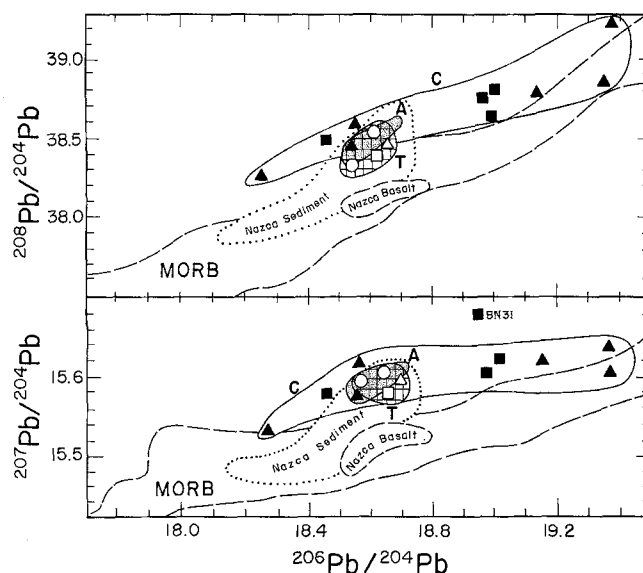 39.0
38.5
38.0
208Pb/204Pb
C
A
T
Nazca Sediment
Nazca Basalt
MORB
BN31
15.6
15.5
207Pb/204Pb
C
A
T
Nazca Sediment
Nazca Basalt
MORB
18.0 18.4 18.8 19.2
206Pb/204Pb